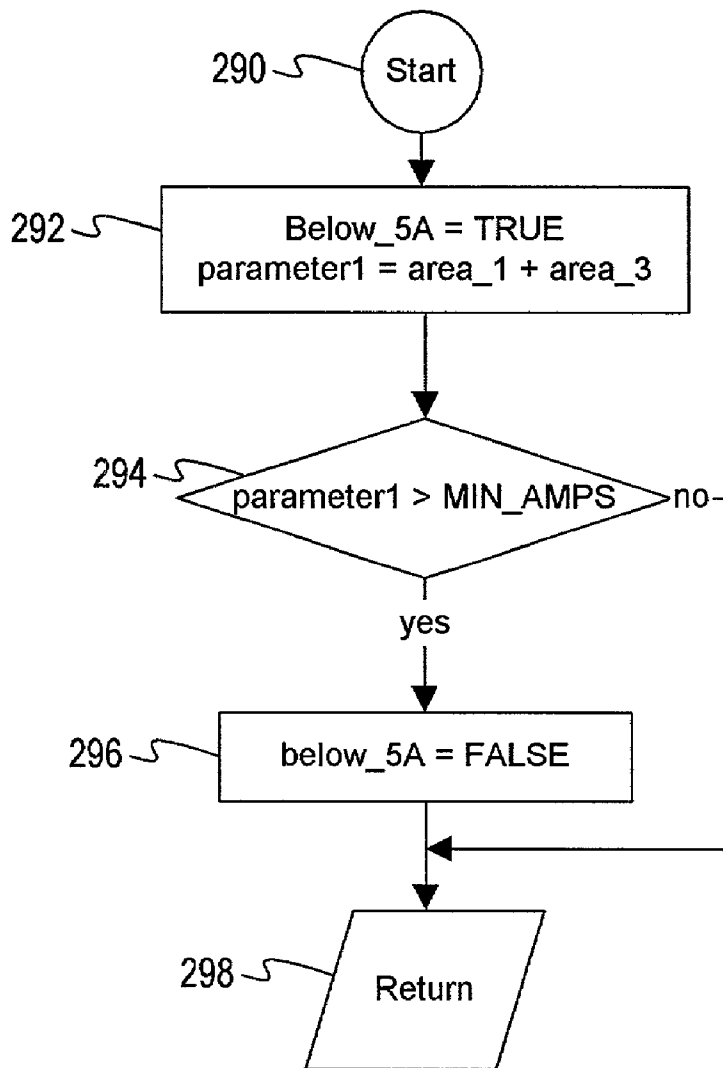 290 Start
292 Below_5A = TRUE
parameter1 = area_1 + area_3
294 parameter1 > MIN_AMPS no
yes
296 below_5A = FALSE
298 Return